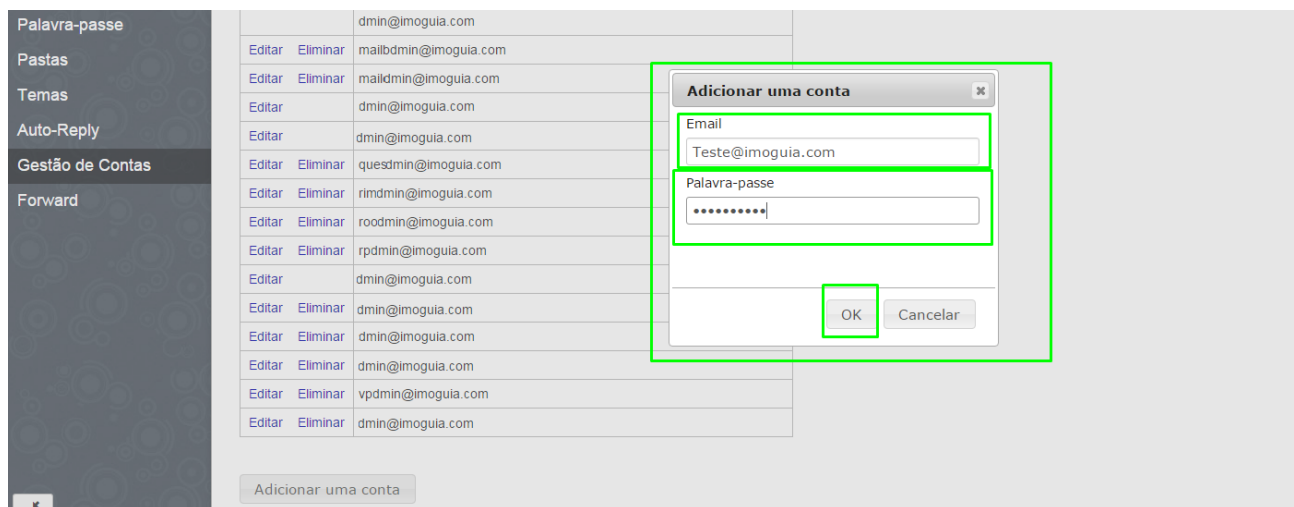 Palavra-passe
Pastas
Temas
Auto-Reply
Gestão de Contas
Forward
dmin@imoguia.com
Editar Eliminar mailbdmin@imoguia.com
Editar Eliminar maildmin@imoguia.com
Editar dmin@imoguia.com
Editar dmin@imoguia.com
Editar Eliminar quesdmin@imoguia.com
Editar Eliminar rimdmin@imoguia.com
Editar Eliminar roodmin@imoguia.com
Editar Eliminar rpdmin@imoguia.com
Editar dmin@imoguia.com
Editar Eliminar dmin@imoguia.com
Editar Eliminar dmin@imoguia.com
Editar Eliminar dmin@imoguia.com
Editar Eliminar vpdmin@imoguia.com
Editar Eliminar dmin@imoguia.com
Adicionar uma conta
Adicionar uma conta
Email
Teste@imoguia.com
Palavra-passe
••••••••••
OK Cancelar